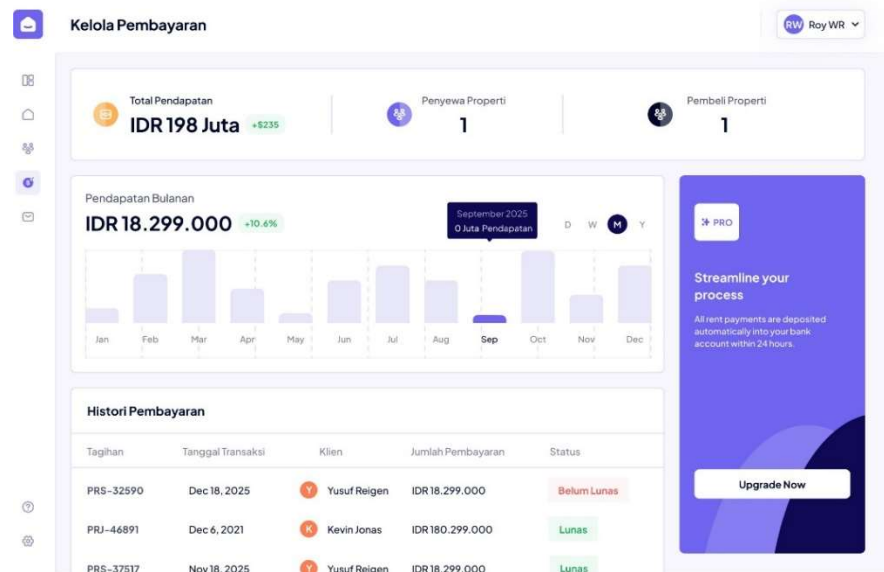 Kelola Pembayaran
RW Roy WR
Total Pendapatan
IDR 198 Juta +$235
Penyewa Properti
1
Pembeli Properti
1
Pendapatan Bulanan
IDR 18.299.000 +10.6%
September 2025
0 Juta Pendapatan
D W M Y
Jan Feb Mar Apr May Jun Jul Aug Sep Oct Nov Dec
PRO
Streamline your
process
All rent payments are deposited
automatically into your bank
account within 24 hours.
Upgrade Now
Histori Pembayaran
Tagihan Tanggal Transaksi Klien Jumlah Pembayaran Status
PRS-32590 Dec 18, 2025 Y Yusuf Reigen IDR 18.299.000 Belum Lunas
PRJ-46891 Dec 6, 2021 K Kevin Jonas IDR 180.299.000 Lunas
PRS-37517 Nov 18, 2025 Y Yusuf Reigen IDR 18.299.000 Lunas